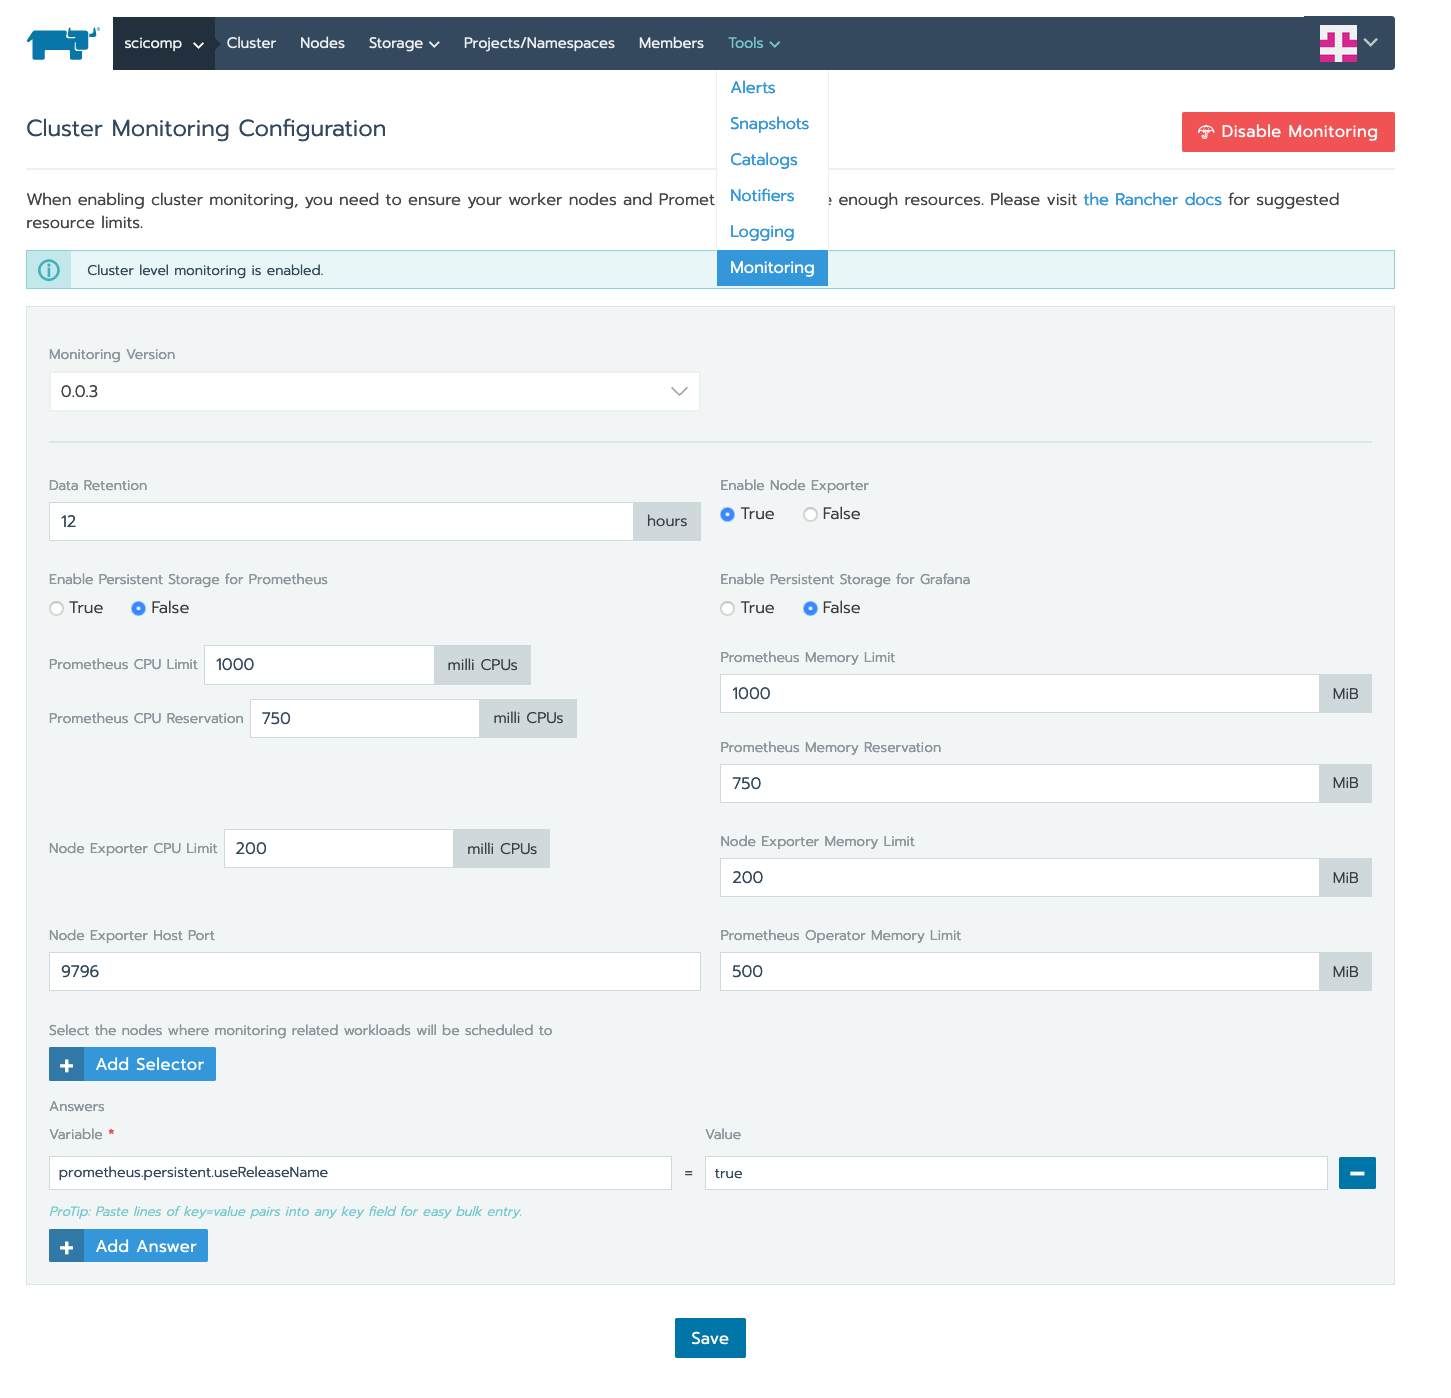 scicomp Cluster Nodes Storage Projects/Namespaces Members Tools
Alerts
Snapshots
Catalogs
Notifiers
Logging
Monitoring
Cluster Monitoring Configuration
Disable Monitoring
When enabling cluster monitoring, you need to ensure your worker nodes and Promet enough resources. Please visit the Rancher docs for suggested
resource limits.
Cluster level monitoring is enabled.
Monitoring Version
0.0.3
Data Retention
12 hours
Enable Node Exporter
True False
Enable Persistent Storage for Prometheus
True False
Enable Persistent Storage for Grafana
True False
Prometheus CPU Limit 1000 milli CPUs
Prometheus Memory Limit
1000 MiB
Prometheus CPU Reservation 750 milli CPUs
Prometheus Memory Reservation
750 MiB
Node Exporter CPU Limit 200 milli CPUs
Node Exporter Memory Limit
200 MiB
Node Exporter Host Port
9796
Prometheus Operator Memory Limit
500 MiB
Select the nodes where monitoring related workloads will be scheduled to
+ Add Selector
Answers
Variable * Value
prometheus.persistent.useReleaseName = true
ProTip: Paste lines of key=value pairs into any key field for easy bulk entry.
+ Add Answer
Save